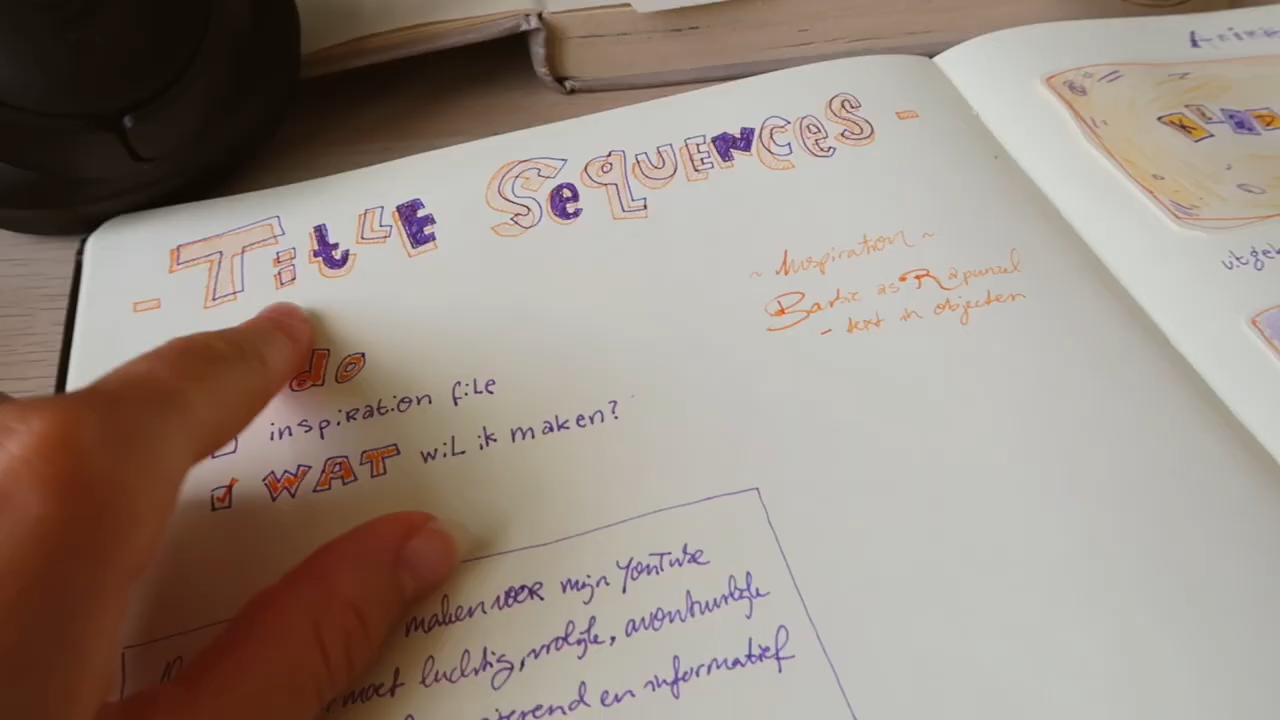 - TitLE SeqUENCeS -
~ Inspiration ~
Barbie as Rapunzel
- text in objecten
do
inspiration file
WAT wil ik maken?
maken voor mijn YouTube
moet luchtig, vrolijk, avontuurlijk
en informatief